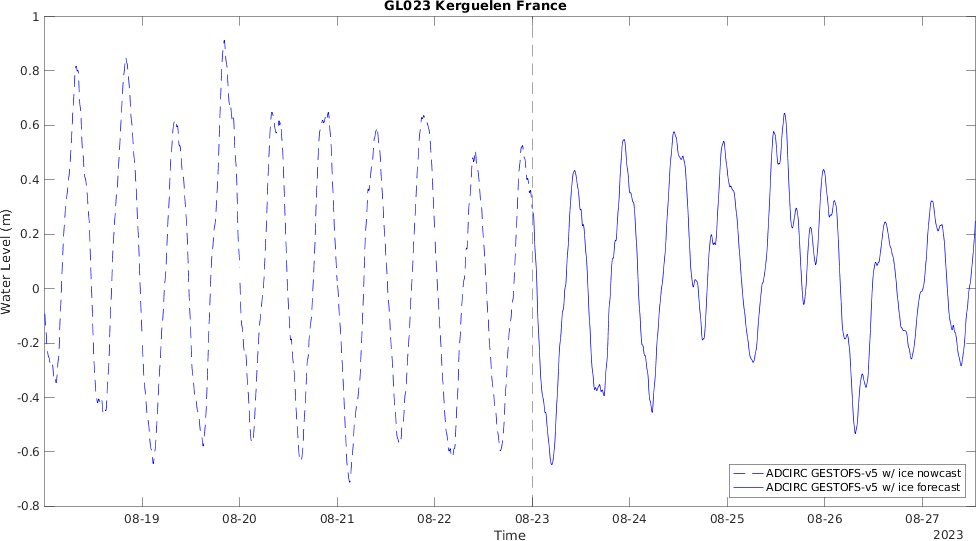 GL023 Kerguelen France
1
0.8
0.6
0.4
0.2
0
-0.2
-0.4
-0.6
-0.8
Water Level (m)
ADCIRC GESTOFS-v5 w/ ice nowcast
ADCIRC GESTOFS-v5 w/ ice forecast
08-19 08-20 08-21 08-22 08-23 08-24 08-25 08-26 08-27
Time
2023